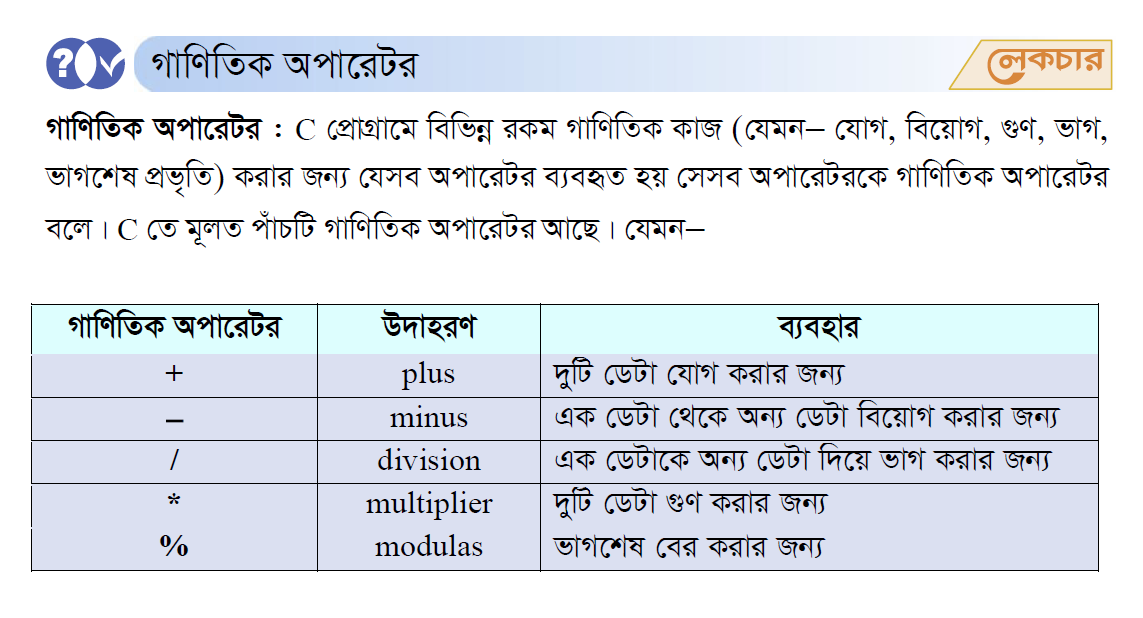 গাণিতিক অপারেটর
লেকচার
গাণিতিক অপারেটর : C প্রোগ্রামে বিভিন্ন রকম গাণিতিক কাজ (যেমন– যোগ, বিয়োগ, গুণ, ভাগ,
ভাগশেষ প্রভৃতি) করার জন্য যেসব অপারেটর ব্যবহৃত হয় সেসব অপারেটরকে গাণিতিক অপারেটর
বলে। C তে মূলত পাঁচটি গাণিতিক অপারেটর আছে। যেমন–
গাণিতিক অপারেটর উদাহরণ ব্যবহার
+ plus দুটি ডেটা যোগ করার জন্য
– minus এক ডেটা থেকে অন্য ডেটা বিয়োগ করার জন্য
/ division এক ডেটাকে অন্য ডেটা দিয়ে ভাগ করার জন্য
* multiplier দুটি ডেটা গুণ করার জন্য
% modulas ভাগশেষ বের করার জন্য